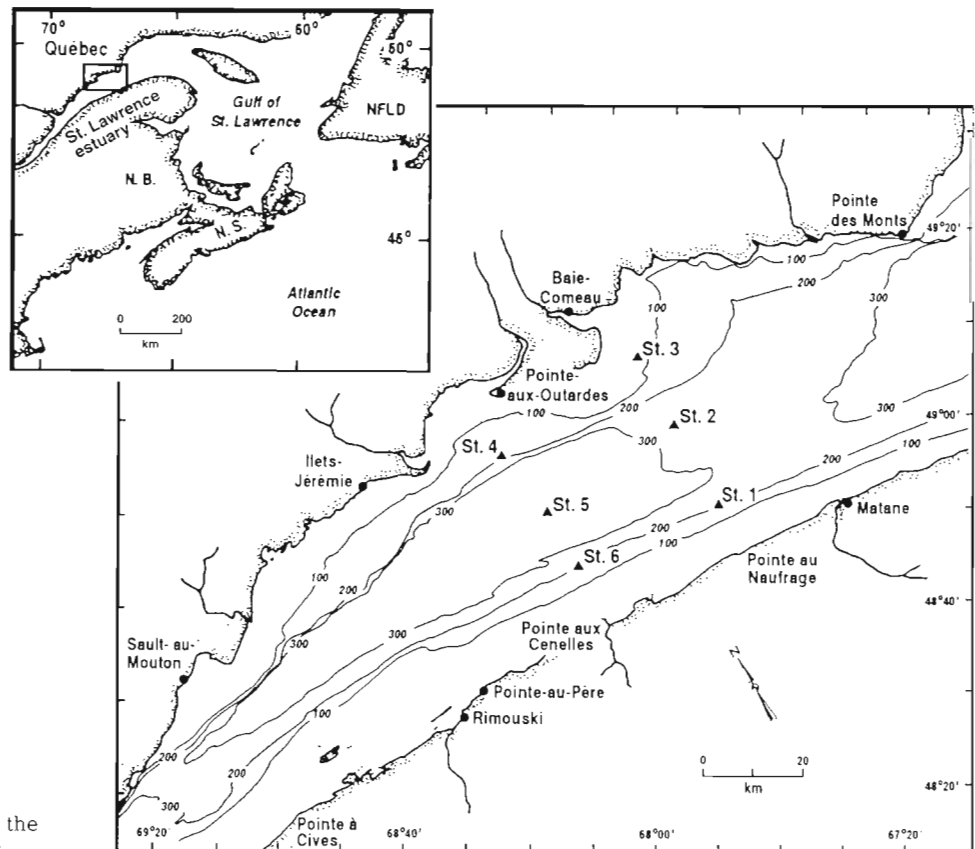 70°
60°
50°
Québec
Gulf of
St. Lawrence
NFLD
St. Lawrence
estuary
N. B.
N. S.
45°
Atlantic
Ocean
0 200
km
Pointe
des Monts
49°20'
100
200
300
Baie-
Comeau
100
St. 3
Pointe-
aux-Outardes
100
200
300
St. 2
300
49°00'
200
100
St. 4
Ilets-
Jérémie
300
St. 5
St. 1
200
100
Matane
St. 6
Pointe au
Naufrage
100
200
300
48°40'
300
200
100
Pointe aux
Cenelles
Sault-au-
Mouton
N
Pointe-au-Père
Rimouski
200
0 20
km
200
100
48°20'
300
Pointe à
Cives
69°20'
68°40'
68°00'
67°20'
the